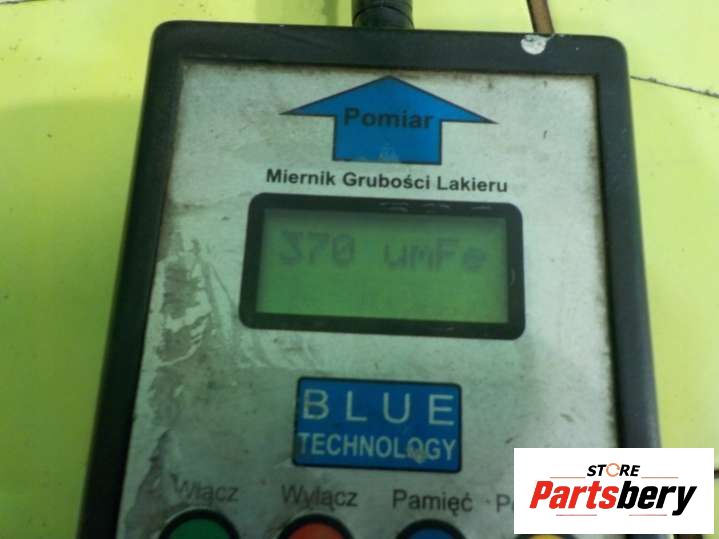 Pomiar
Miernik Grubości Lakieru
370 umFe
BLUE
TECHNOLOGY
Włącz Wyłącz Pamięć
STORE
Partsbery